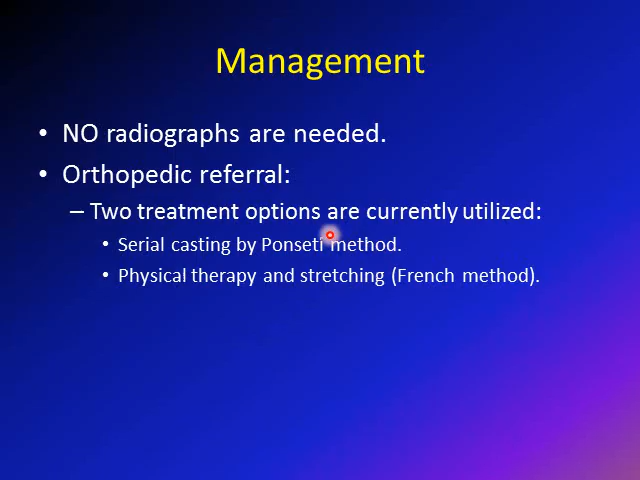 Management
• NO radiographs are needed.
• Orthopedic referral:
– Two treatment options are currently utilized:
• Serial casting by Ponseti method.
• Physical therapy and stretching (French method).